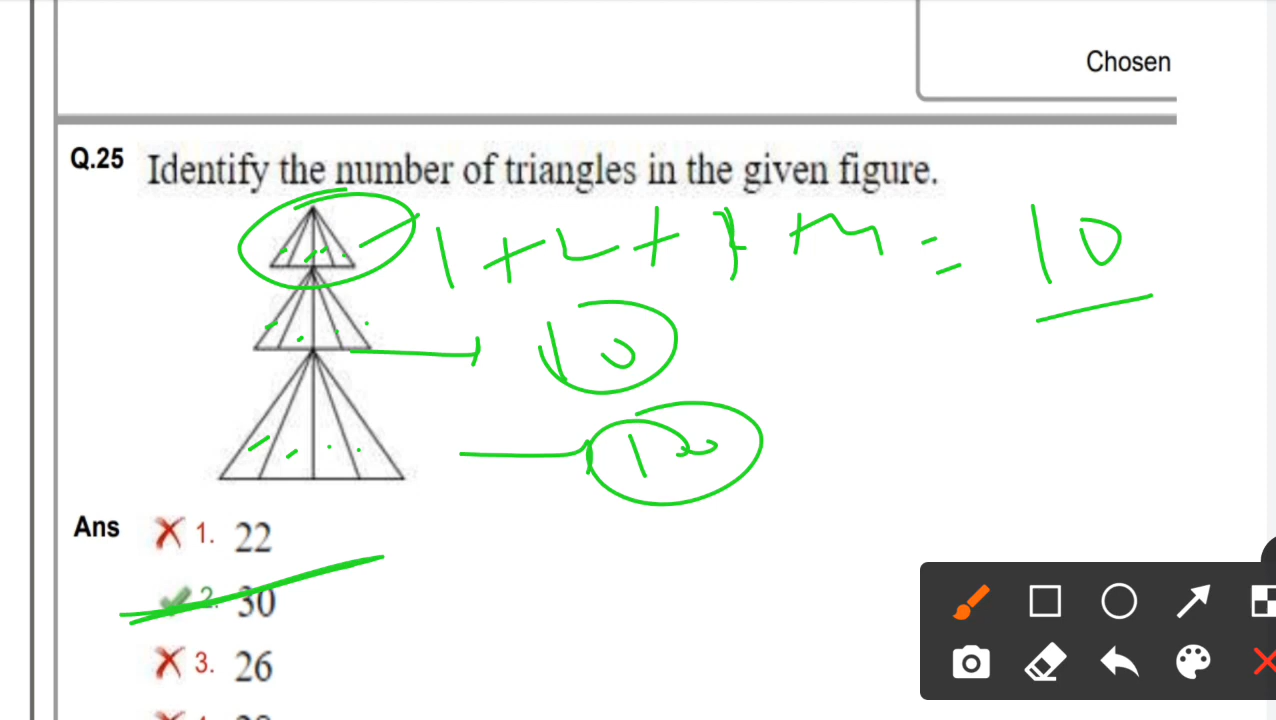 Chosen
Q.25 Identify the number of triangles in the given figure.
1 + 2 + 3 + 4 = 10
10
10
Ans 1. 22
2. 30
3. 26